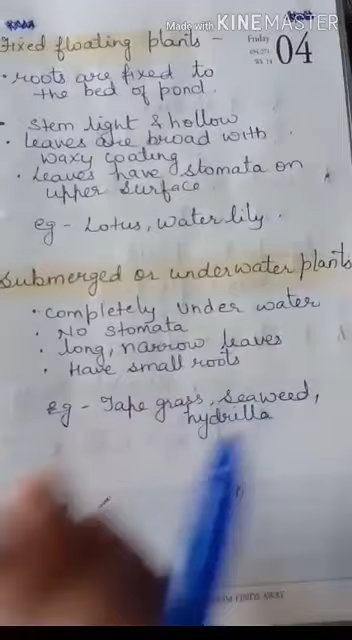 Made with KINEMASTER
Friday
04
Fixed floating plants -
• roots are fixed to
the bed of pond.
• Stem light & hollow
• leaves are broad with
waxy coating
• Leaves have stomata on
upper surface
eg - Lotus, water lily.
Submerged or underwater plants
• Completely under water
• No stomata
• long, narrow leaves
• Have small roots
eg - Tape grass, seaweed,
hydrilla